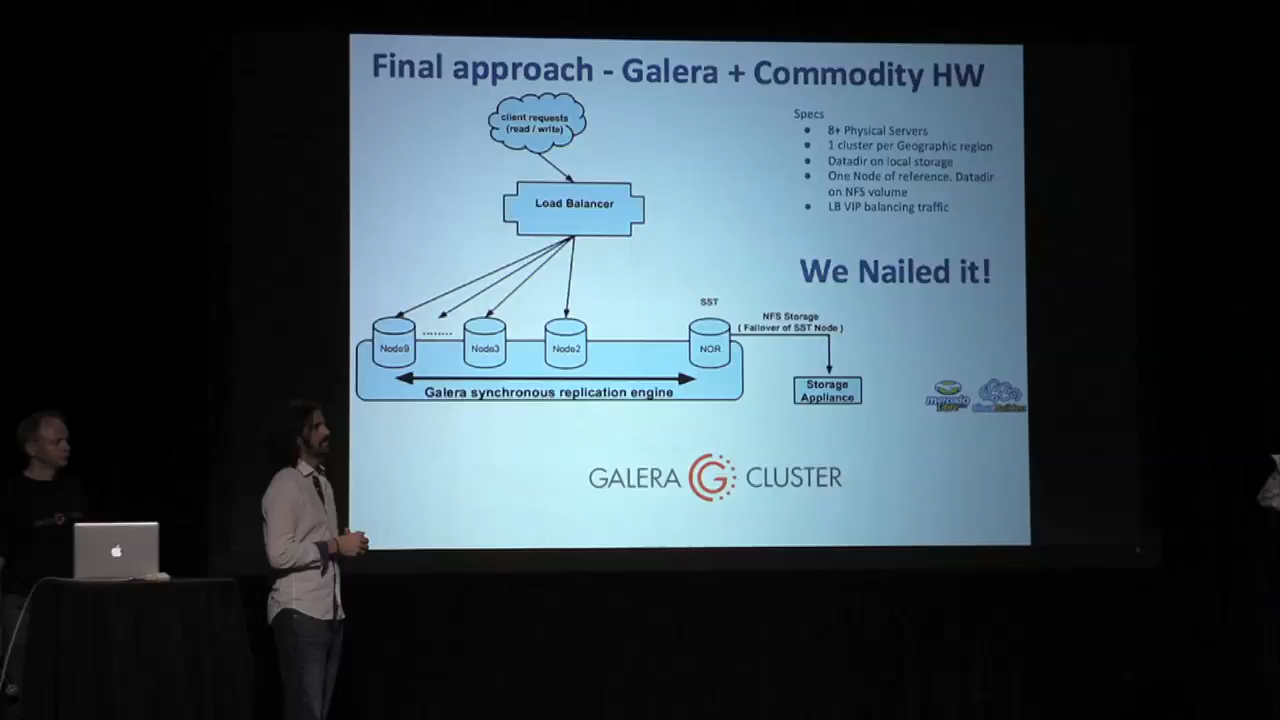 Final approach - Galera + Commodity HW
client requests
(read / write)
Load Balancer
Specs
8+ Physical Servers
1 cluster per Geographic region
Datadir on local storage
One Node of reference. Datadir
on NFS volume
LB VIP balancing traffic
We Nailed it!
SST
NFS Storage
( Failover of SST Node )
Node9
........
Node3
Node2
NOR
Galera synchronous replication engine
Storage
Appliance
mercado
GALERA CLUSTER